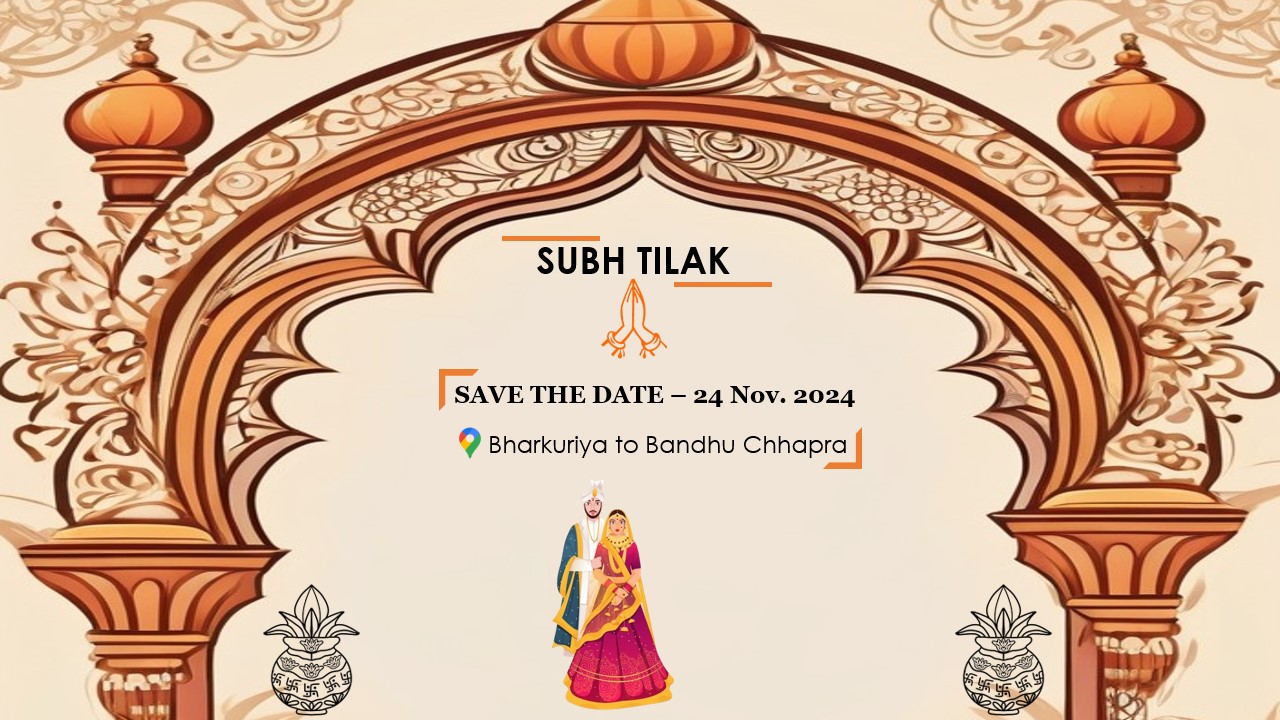 SUBH TILAK
SAVE THE DATE – 24 Nov. 2024
Bharkuriya to Bandhu Chhapra